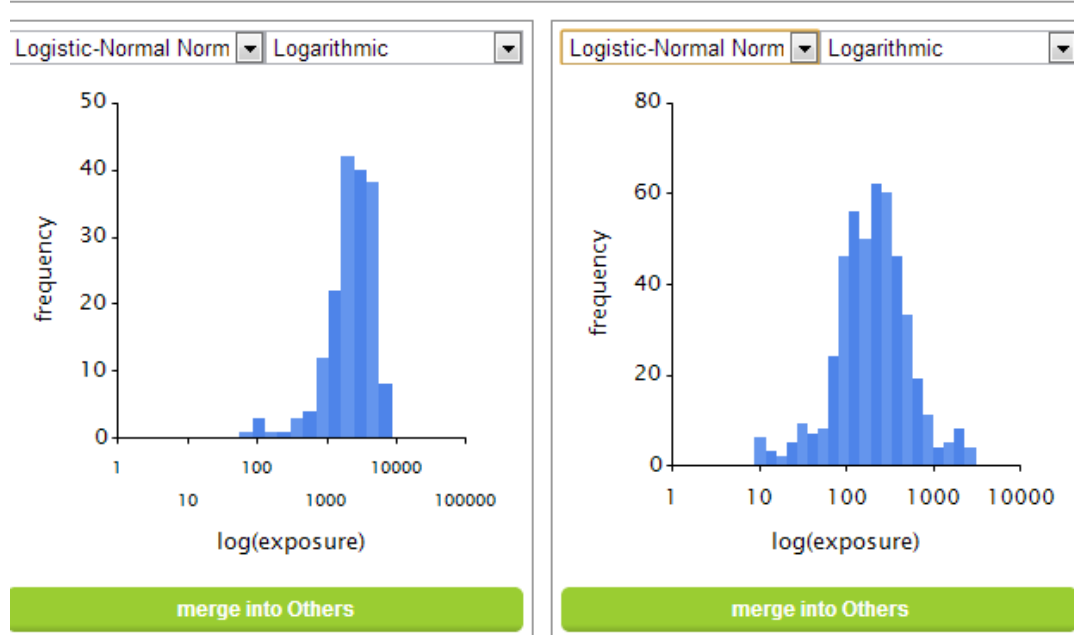 Logistic-Normal Norm Logarithmic
50
40
30
20
10
0
frequency
1 100 10000
10 1000 100000
log(exposure)
merge into Others
Logistic-Normal Norm Logarithmic
80
60
40
20
0
frequency
1 10 100 1000 10000
log(exposure)
merge into Others